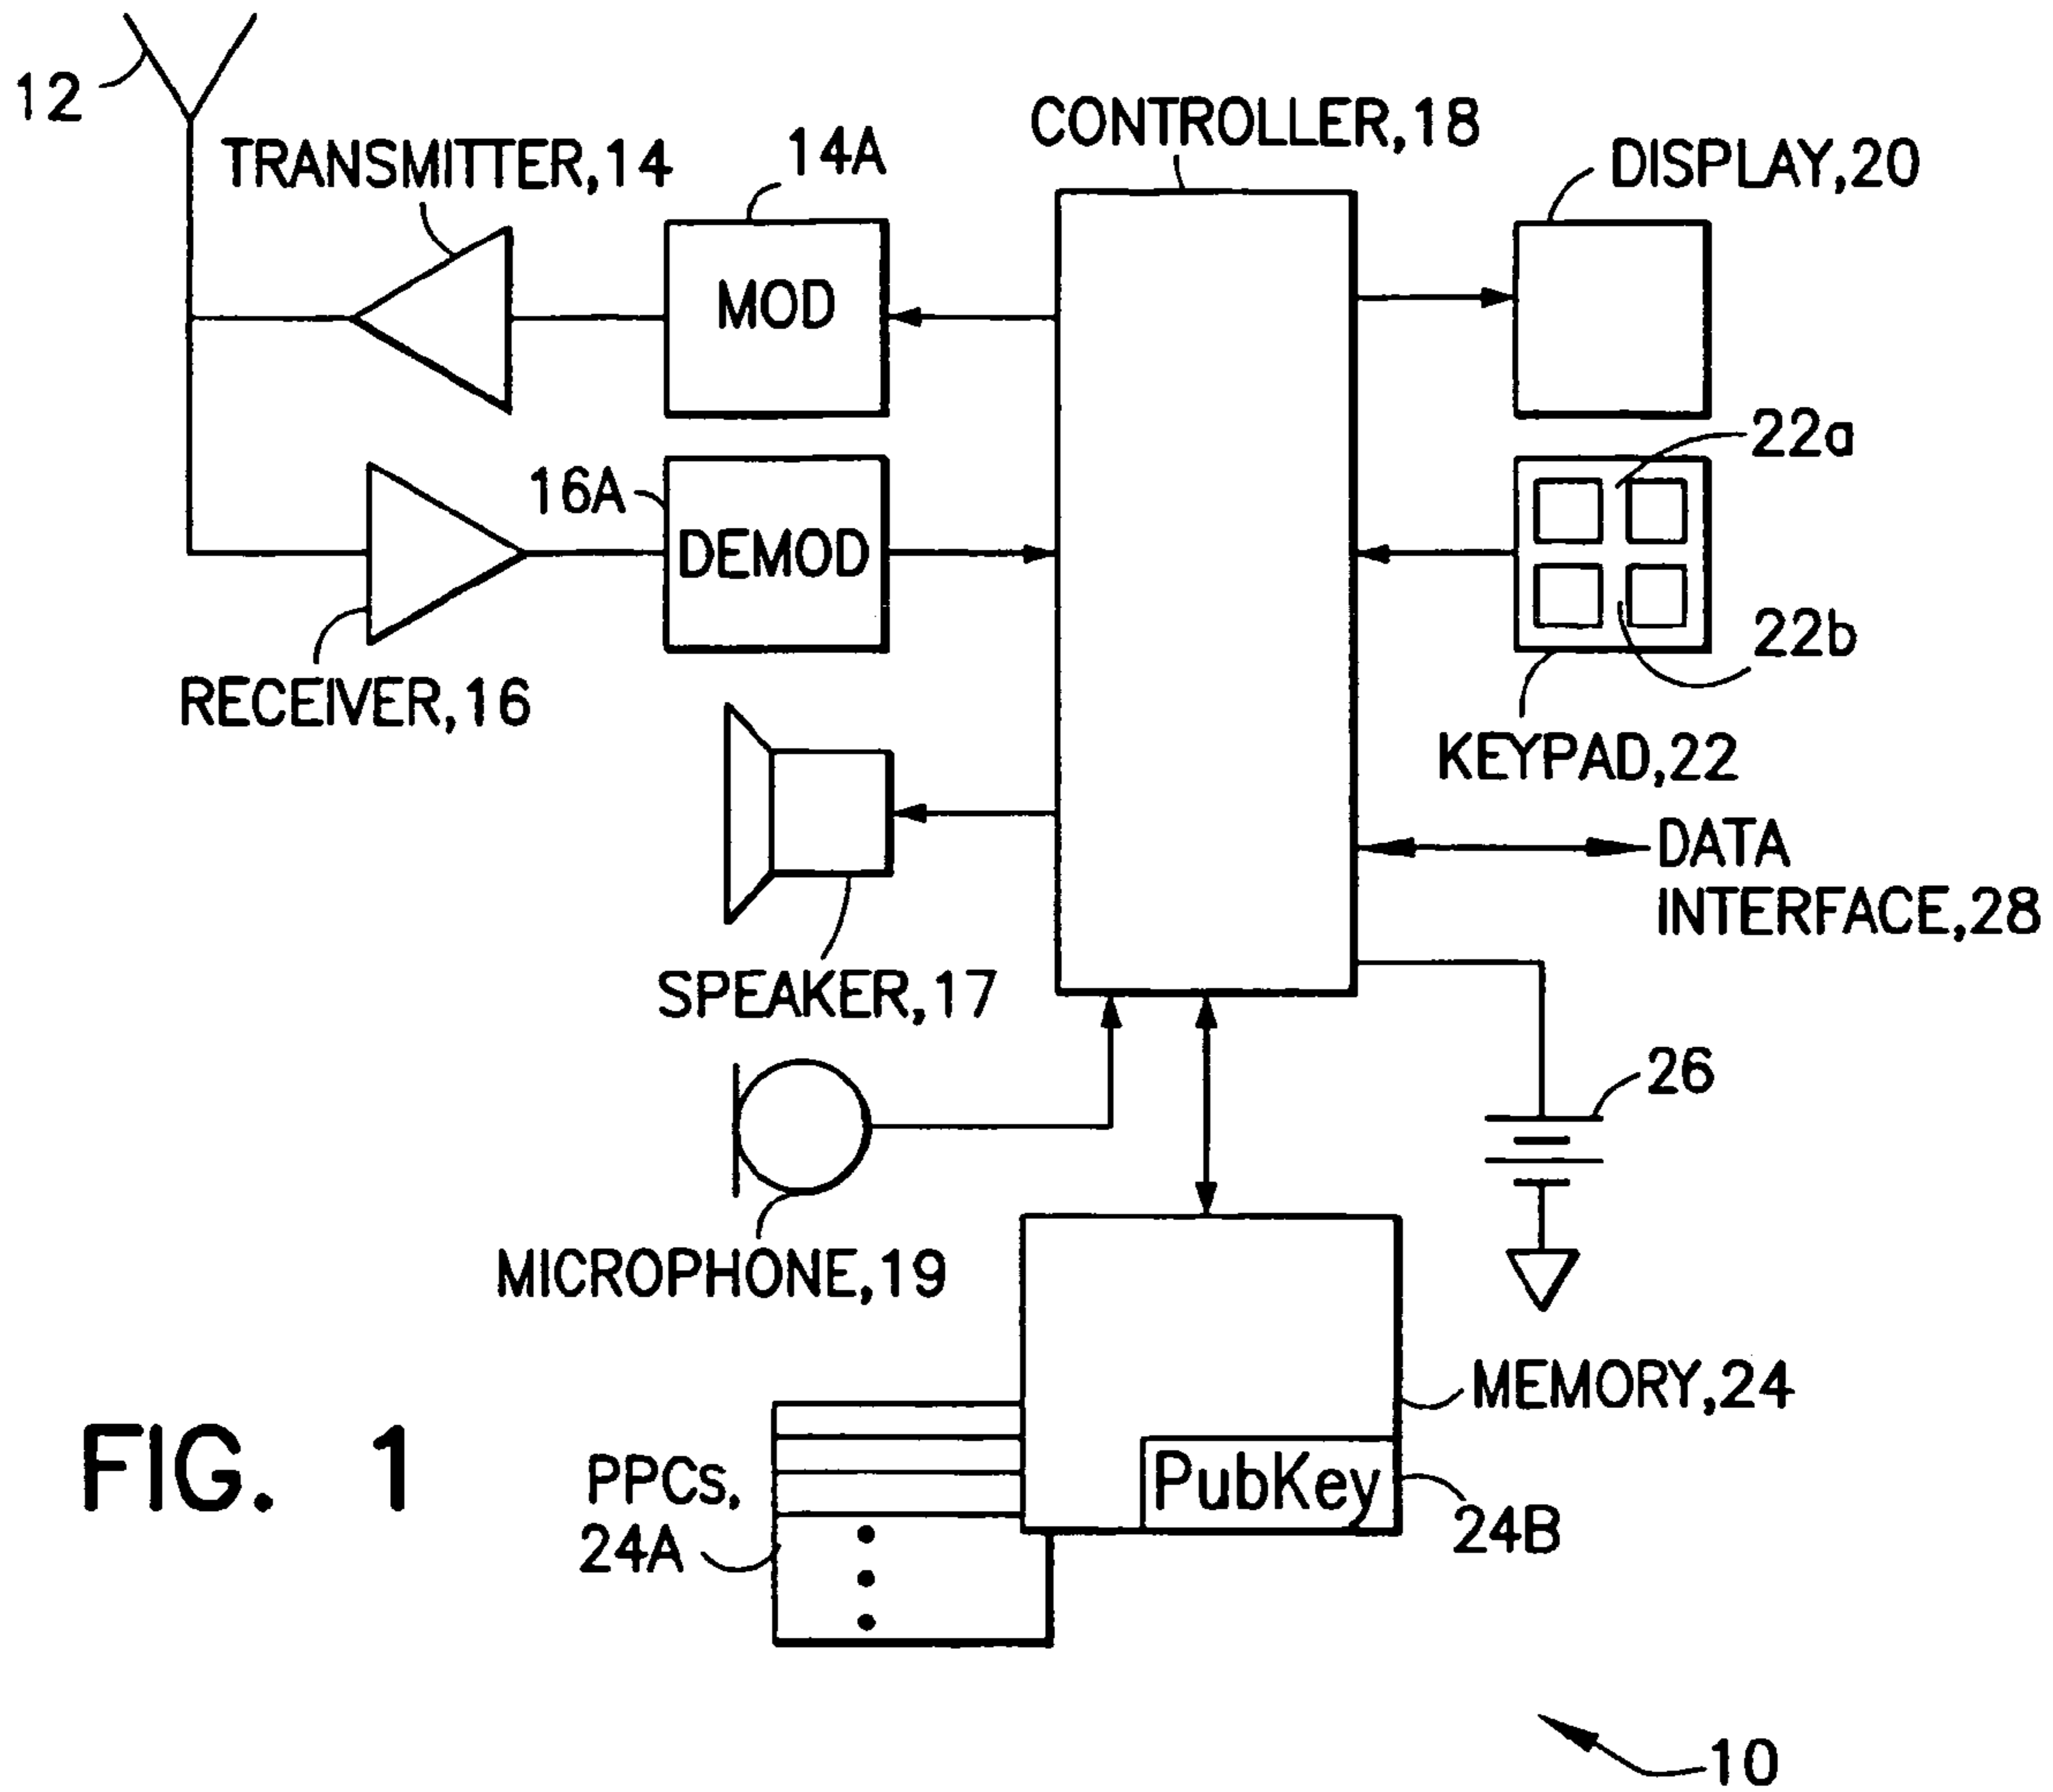 12
TRANSMITTER,14
14A
CONTROLLER,18
DISPLAY,20
MOD
22a
16A
DEMOD
22b
RECEIVER,16
KEYPAD,22
DATA
INTERFACE,28
SPEAKER,17
26
MICROPHONE,19
MEMORY,24
PPCs,
24A
PubKey
24B
FIG. 1
10